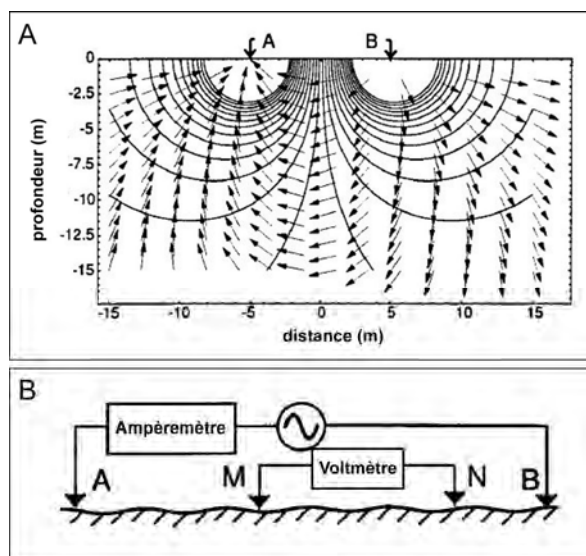 A
A B
0
-2.5
-5
-7.5
-10
-12.5
-15
profondeur (m)
-15 -10 -5 0 5 10 15
distance (m)
B
Ampèremètre
Voltmètre
A M N B